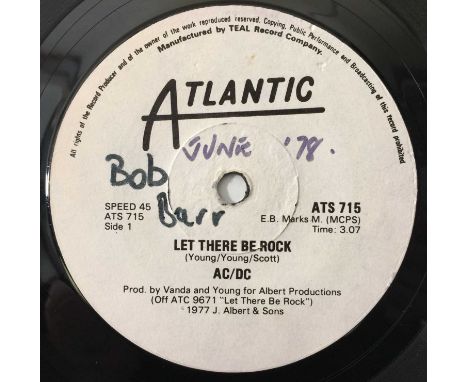 All rights of the Record Producer and of the owner of the work reproduced reserved. Copying, Public Performance and Broadcasting of this record prohibited
Manufactured by TEAL Record Company.
ATLANTIC
JUNE '78.
Bob
Barr
SPEED 45
ATS 715
Side 1
ATS 715
E.B. Marks M. (MCPS)
Time: 3.07
LET THERE BE ROCK
(Young/Young/Scott)
AC/DC
Prod. by Vanda and Young for Albert Productions
(Off ATC 9671 "Let There Be Rock")
1977 J. Albert & Sons